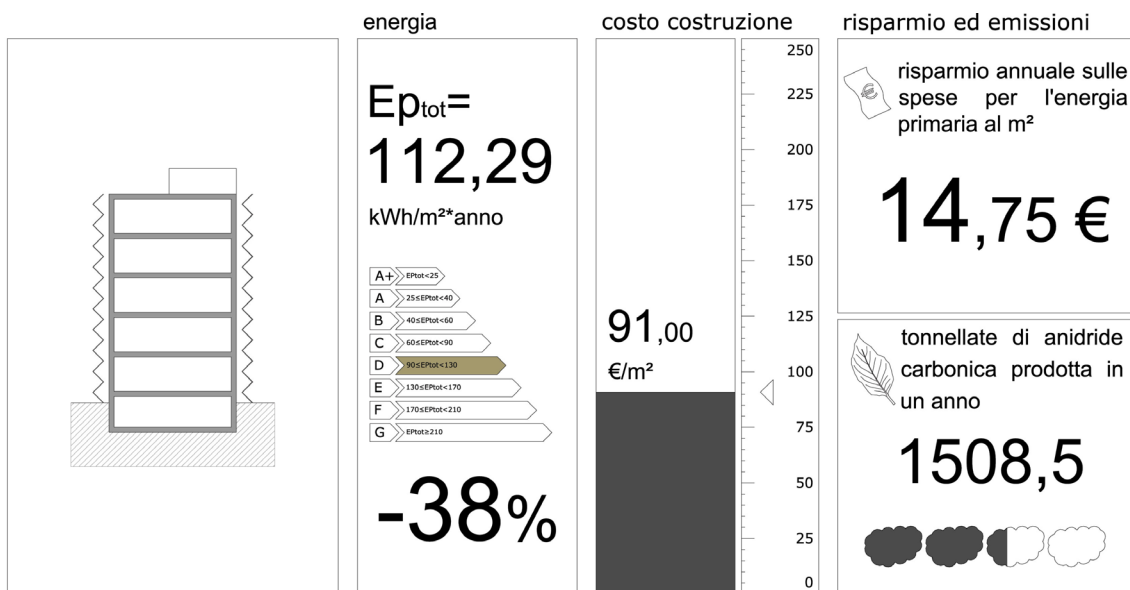 energia
costo costruzione
risparmio ed emissioni
Eptot=
112,29
kWh/m²*anno
A+ EPtot<25
A 25≤EPtot<40
B 40≤EPtot<60
C 60≤EPtot<90
D 90≤EPtot<130
E 130≤EPtot<170
F 170≤EPtot<210
G EPtot≥210
-38%
91,00
€/m²
250
225
200
175
150
125
100
75
50
25
0
€
risparmio annuale sulle
spese per l'energia
primaria al m²
14,75 €
tonnellate di anidride
carbonica prodotta in
un anno
1508,5